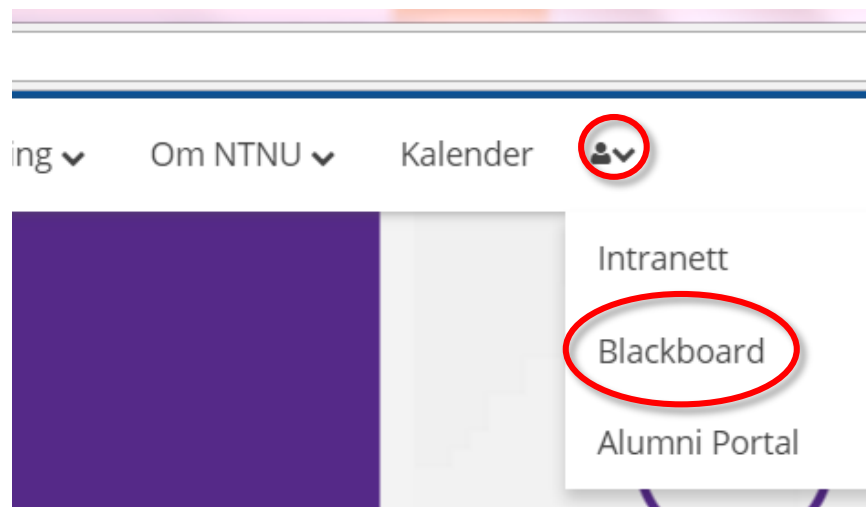 ing Om NTNU Kalender
Intranett
Blackboard
Alumni Portal